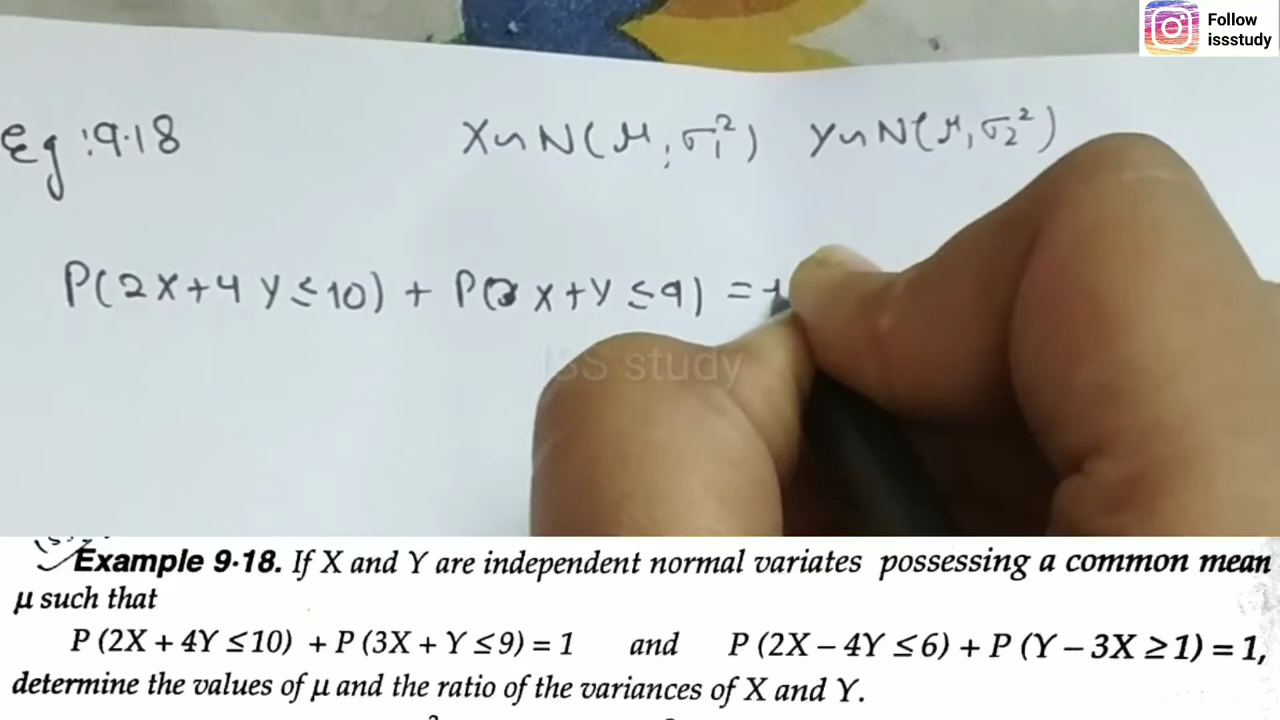 Follow
issstudy
Eg :9.18 X ~ N(μ, σ₁²) Y ~ N(μ, σ₂²)
P(2X+4Y≤10) + P(3X+Y≤9) =
ISS study
Example 9·18. If X and Y are independent normal variates possessing a common mean
μ such that
P (2X + 4Y ≤ 10) + P (3X + Y ≤ 9) = 1 and P (2X – 4Y ≤ 6) + P (Y – 3X ≥ 1) = 1,
determine the values of μ and the ratio of the variances of X and Y.